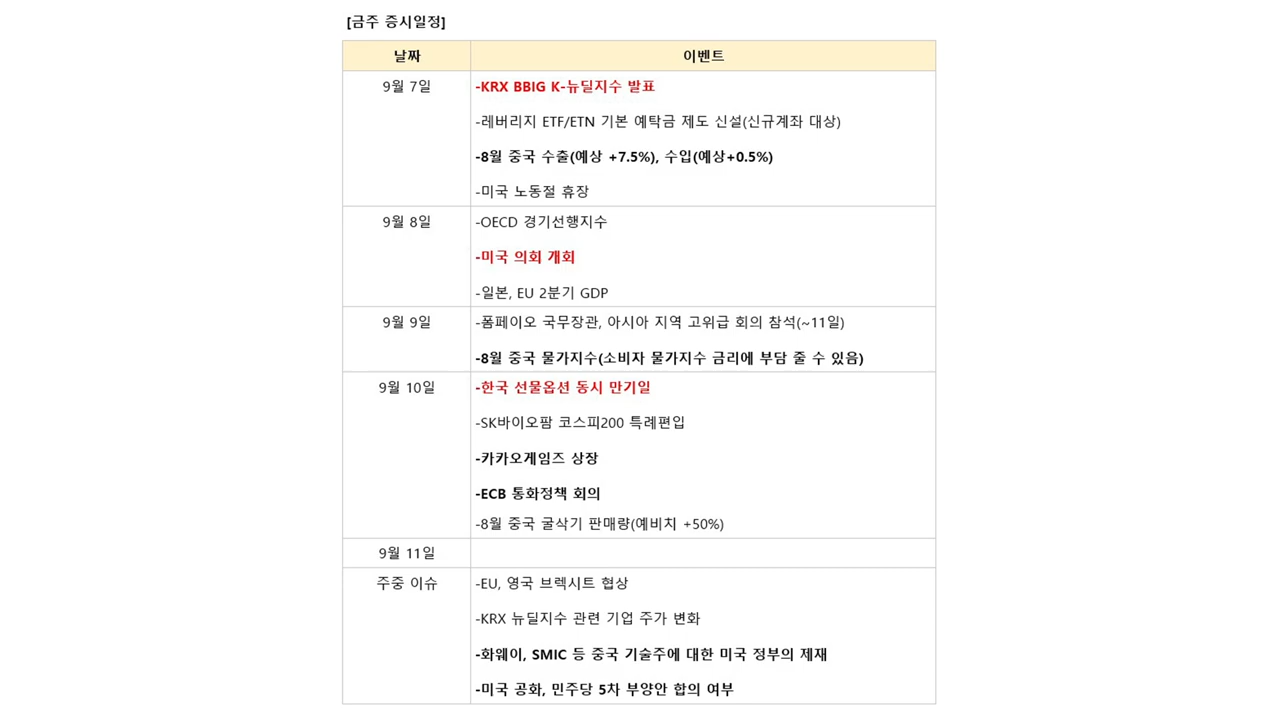 [금주 증시일정]
날짜 이벤트
9월 7일 -KRX BBIG K-뉴딜지수 발표
-레버리지 ETF/ETN 기본 예탁금 제도 신설(신규계좌 대상)
-8월 중국 수출(예상 +7.5%), 수입(예상+0.5%)
-미국 노동절 휴장
9월 8일 -OECD 경기선행지수
-미국 의회 개회
-일본, EU 2분기 GDP
9월 9일 -폼페이오 국무장관, 아시아 지역 고위급 회의 참석(~11일)
-8월 중국 물가지수(소비자 물가지수 금리에 부담 줄 수 있음)
9월 10일 -한국 선물옵션 동시 만기일
-SK바이오팜 코스피200 특례편입
-카카오게임즈 상장
-ECB 통화정책 회의
-8월 중국 굴삭기 판매량(예비치 +50%)
9월 11일
주중 이슈 -EU, 영국 브렉시트 협상
-KRX 뉴딜지수 관련 기업 주가 변화
-화웨이, SMIC 등 중국 기술주에 대한 미국 정부의 제재
-미국 공화, 민주당 5차 부양안 합의 여부